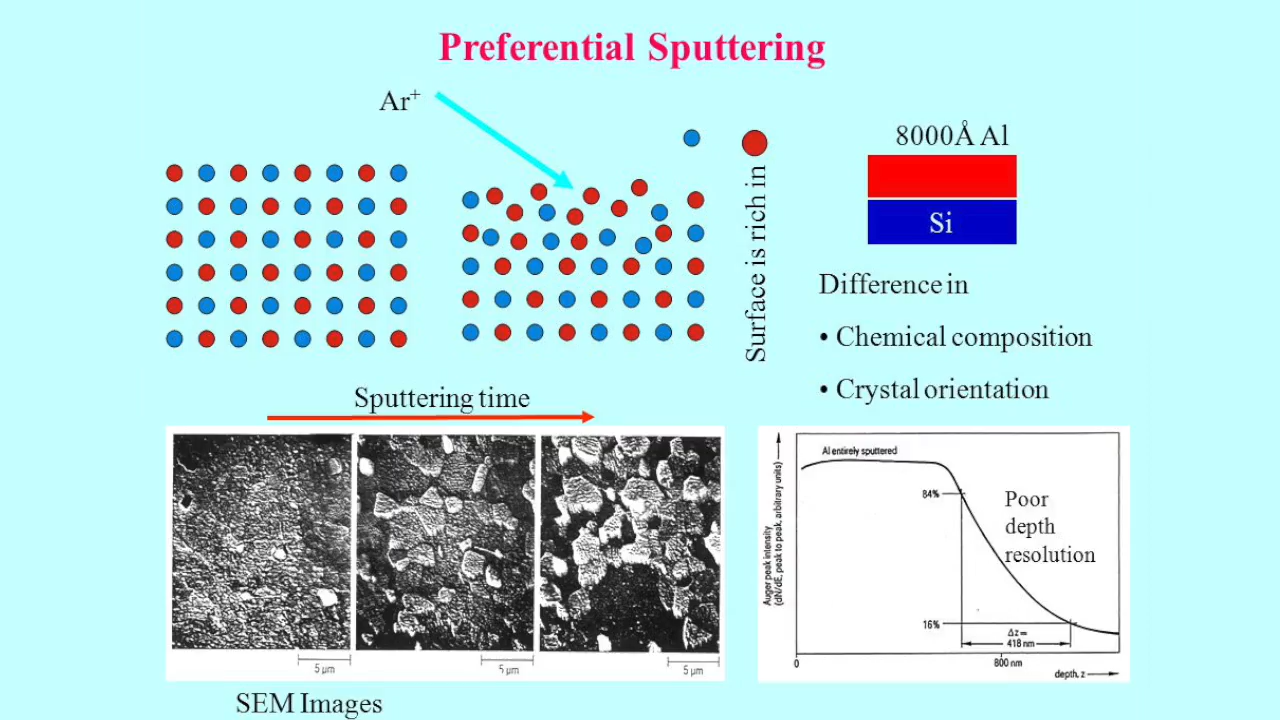 Preferential Sputtering
Ar+
Surface is rich in
8000Å Al
Si
Difference in
• Chemical composition
• Crystal orientation
Sputtering time
5 µm
5 µm
5 µm
SEM Images
Auger peak intensity
(dN/dE, peak to peak, arbitrary units)
Al entirely sputtered
84%
Poor
depth
resolution
16%
Δz=
418 nm
0
800 nm
depth, z